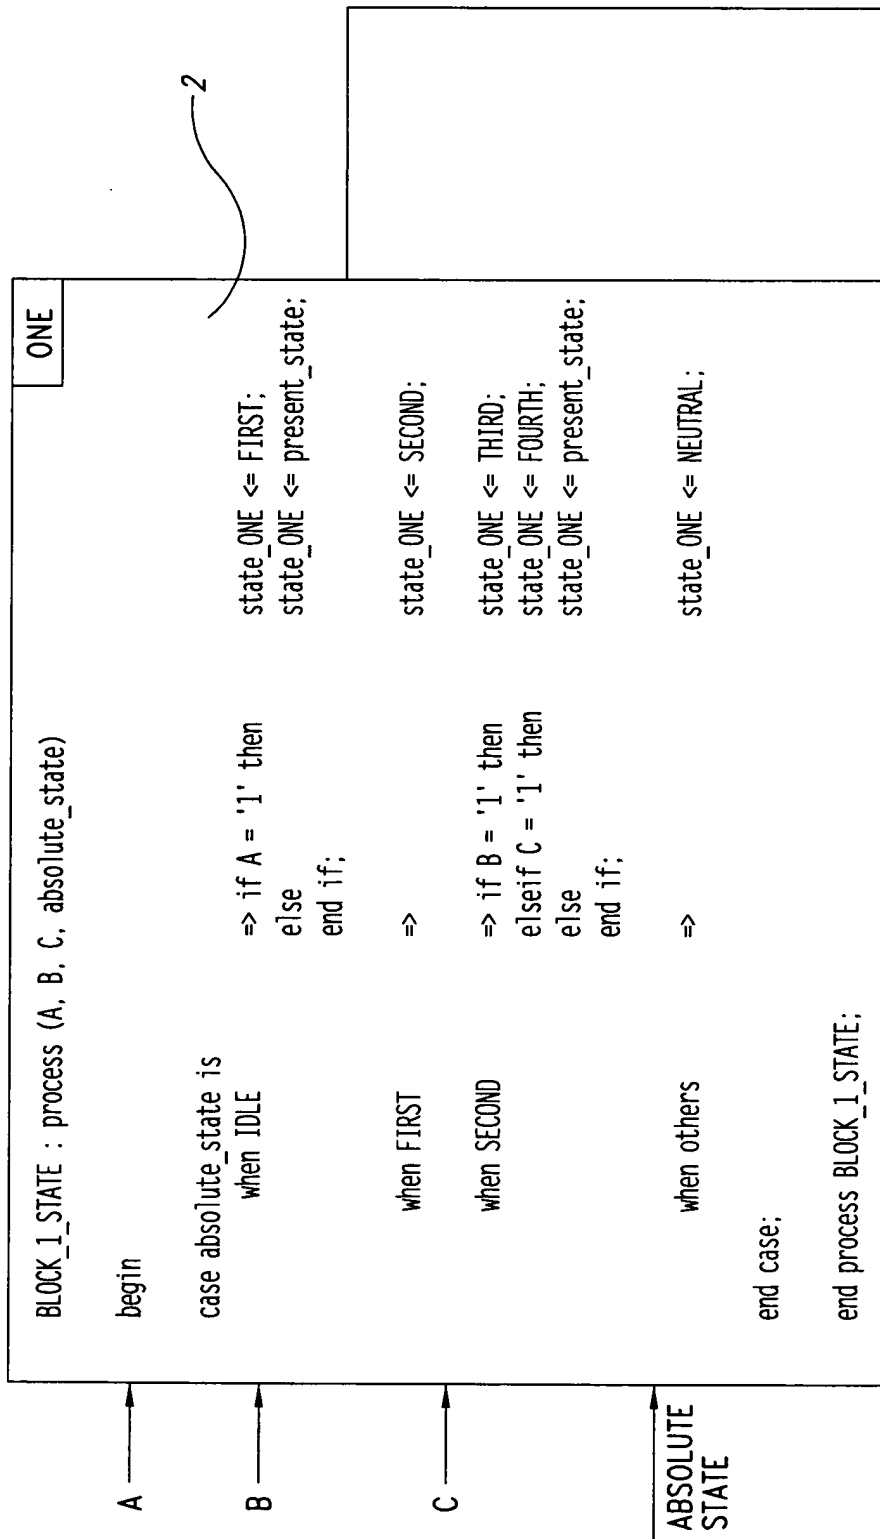 ONE
2
BLOCK_1_STATE : process (A, B, C, absolute_state)
begin
case absolute_state is
when IDLE => if A = '1' then state_ONE <= FIRST;
else state_ONE <= present_state;
end if;
when FIRST => state_ONE <= SECOND;
when SECOND => if B = '1' then state_ONE <= THIRD;
elseif C = '1' then state_ONE <= FOURTH;
else state_ONE <= present_state;
end if;
when others => state_ONE <= NEUTRAL;
end case;
end process BLOCK_1_STATE;
A
B
C
ABSOLUTE
STATE